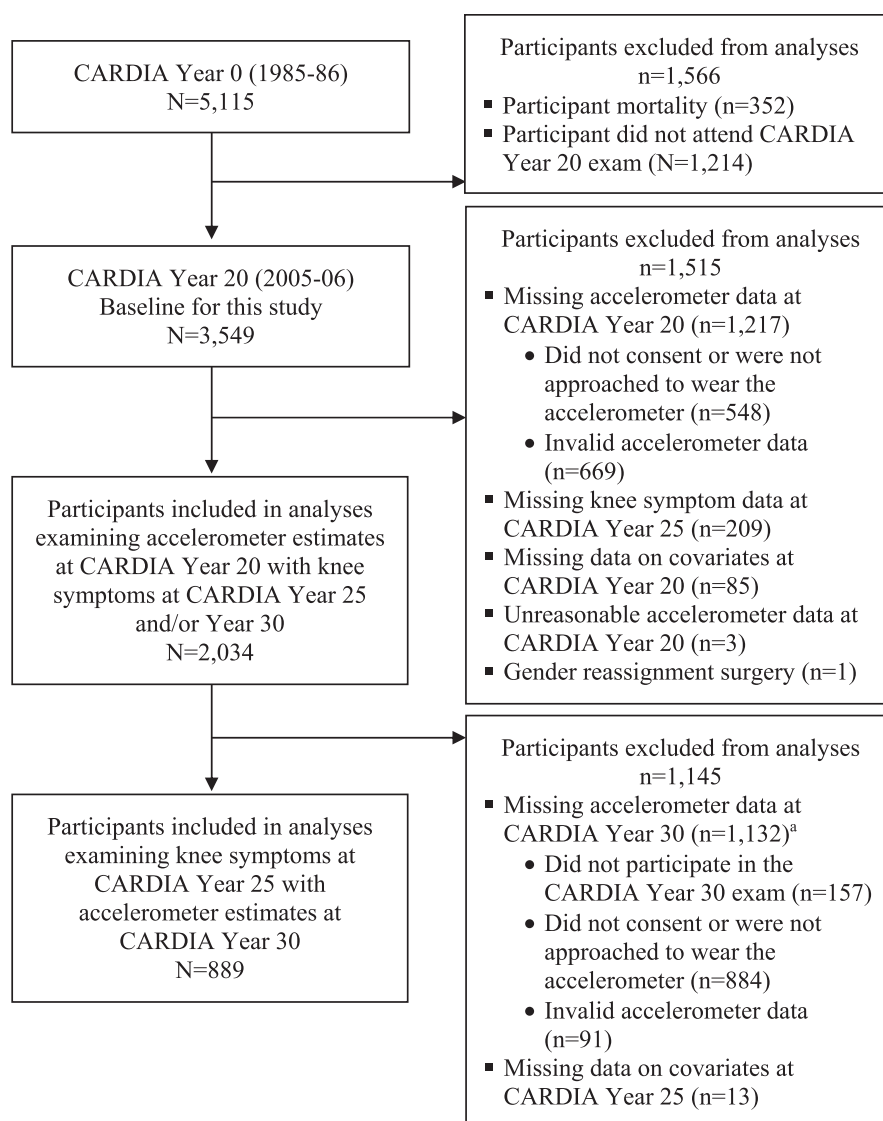 CARDIA Year 0 (1985-86)
N=5,115
Participants excluded from analyses
n=1,566
▪ Participant mortality (n=352)
▪ Participant did not attend CARDIA
Year 20 exam (N=1,214)
CARDIA Year 20 (2005-06)
Baseline for this study
N=3,549
Participants excluded from analyses
n=1,515
▪ Missing accelerometer data at
CARDIA Year 20 (n=1,217)
• Did not consent or were not
approached to wear the
accelerometer (n=548)
• Invalid accelerometer data
(n=669)
▪ Missing knee symptom data at
CARDIA Year 25 (n=209)
▪ Missing data on covariates at
CARDIA Year 20 (n=85)
▪ Unreasonable accelerometer data at
CARDIA Year 20 (n=3)
▪ Gender reassignment surgery (n=1)
Participants included in analyses
examining accelerometer estimates
at CARDIA Year 20 with knee
symptoms at CARDIA Year 25
and/or Year 30
N=2,034
Participants excluded from analyses
n=1,145
▪ Missing accelerometer data at
CARDIA Year 30 (n=1,132)ᵃ
• Did not participate in the
CARDIA Year 30 exam (n=157)
• Did not consent or were not
approached to wear the
accelerometer (n=884)
• Invalid accelerometer data
(n=91)
▪ Missing data on covariates at
CARDIA Year 25 (n=13)
Participants included in analyses
examining knee symptoms at
CARDIA Year 25 with
accelerometer estimates at
CARDIA Year 30
N=889